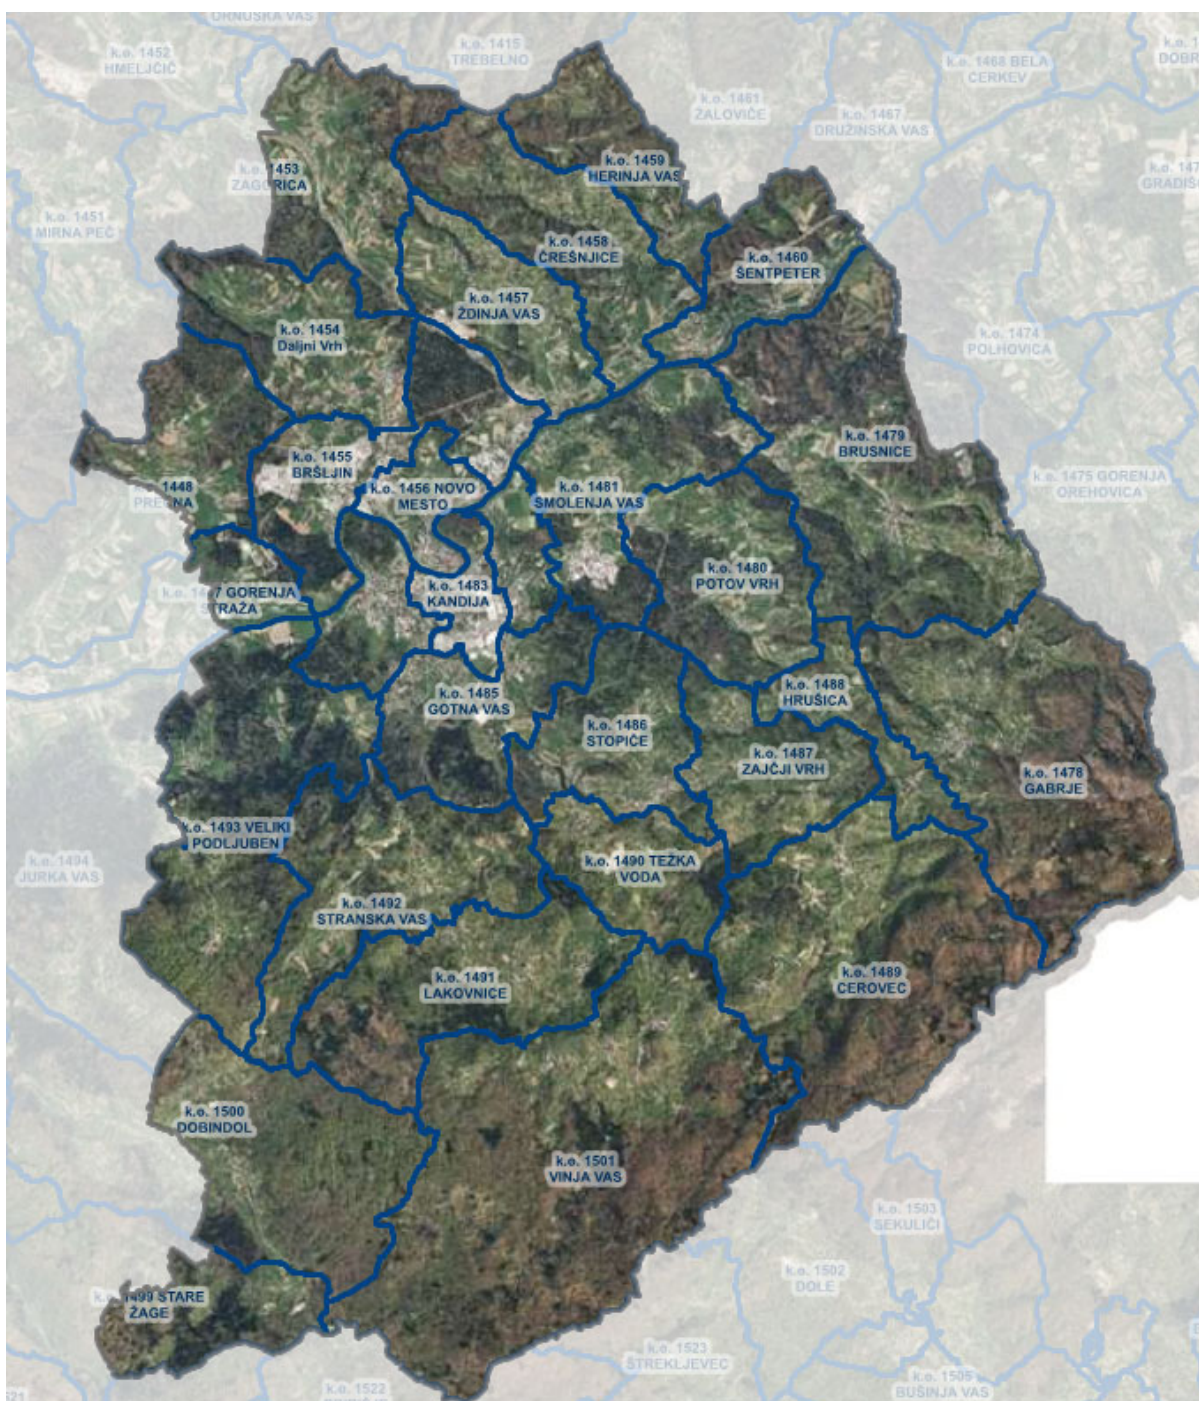 ORNUŠKA VAS
k.o. 1452
HMELJČIČ
k.o. 1415
TREBELNO
k.o. 1468 BELA
CERKEV
DOBR
k.o. 1461
ŽALOVIČE
k.o. 1467
DRUŽINSKA VAS
k.o. 1453
ZAGORICA
k.o. 1459
HERINJA VAS
k.o. 147
GRADIŠ
k.o. 1451
MIRNA PEČ
k.o. 1458
ČREŠNJICE
k.o. 1460
ŠENTPETER
k.o. 1457
ŽDINJA VAS
k.o. 1454
Daljni Vrh
k.o. 1474
POLHOVICA
k.o. 1479
BRUSNICE
k.o. 1455
BRŠLJIN
k.o. 1475 GORENJA
OREHOVICA
1448
PREČNA
k.o. 1456 NOVO
MESTO
k.o. 1481
SMOLENJA VAS
k.o. 1480
POTOV VRH
k.o. 1447 GORENJA
STRAŽA
k.o. 1483
KANDIJA
k.o. 1485
GOTNA VAS
k.o. 1488
HRUŠICA
k.o. 1486
STOPIČE
k.o. 1487
ZAJČJI VRH
k.o. 1478
GABRJE
k.o. 1493 VELIKI
PODLJUBEN
k.o. 1494
JURKA VAS
k.o. 1490 TEŽKA
VODA
k.o. 1492
STRANSKA VAS
k.o. 1491
LAKOVNICE
k.o. 1489
CEROVEC
k.o. 1500
DOBINDOL
k.o. 1501
VINJA VAS
k.o. 1503
SEKULIČI
k.o. 1502
DOLE
k.o. 1499 STARE
ŽAGE
k.o. 1523
ŠTREKLJEVEC
k.o. 1522
k.o. 1505
BUŠINJA VAS
521